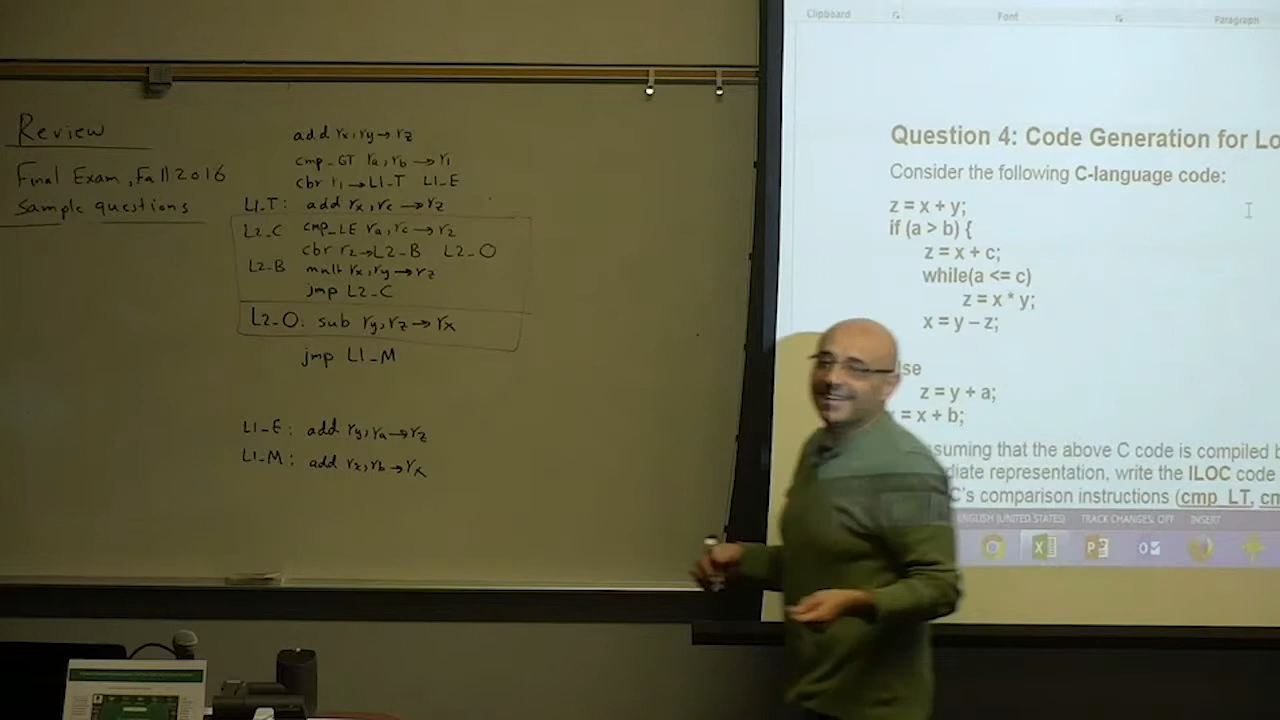 Review
Final Exam, Fall 2016
Sample questions
add rx, ry → rz
cmp_GT ra, rb → r1
cbr r1 → L1_T L1_E
L1_T: add rx, rc → rz
L2_C cmp_LE ra, rc → r2
cbr r2 → L2_B L2_O
L2_B mult rx, ry → rz
jmp L2_C
L2_O: sub ry, rz → rx
jmp L1_M
L1_E: add ry, ra → rz
L1_M: add rx, rb → rx
Clipboard Font Paragraph
Question 4: Code Generation for Lo
Consider the following C-language code:
z = x + y;
if (a > b) {
z = x + c;
while(a <= c)
z = x * y;
x = y – z;
lse
z = y + a;
= x + b;
suming that the above C code is compiled b
diate representation, write the ILOC code
C's comparison instructions (cmp_LT, cm
ENGLISH (UNITED STATES) TRACK CHANGES: OFF INSERT